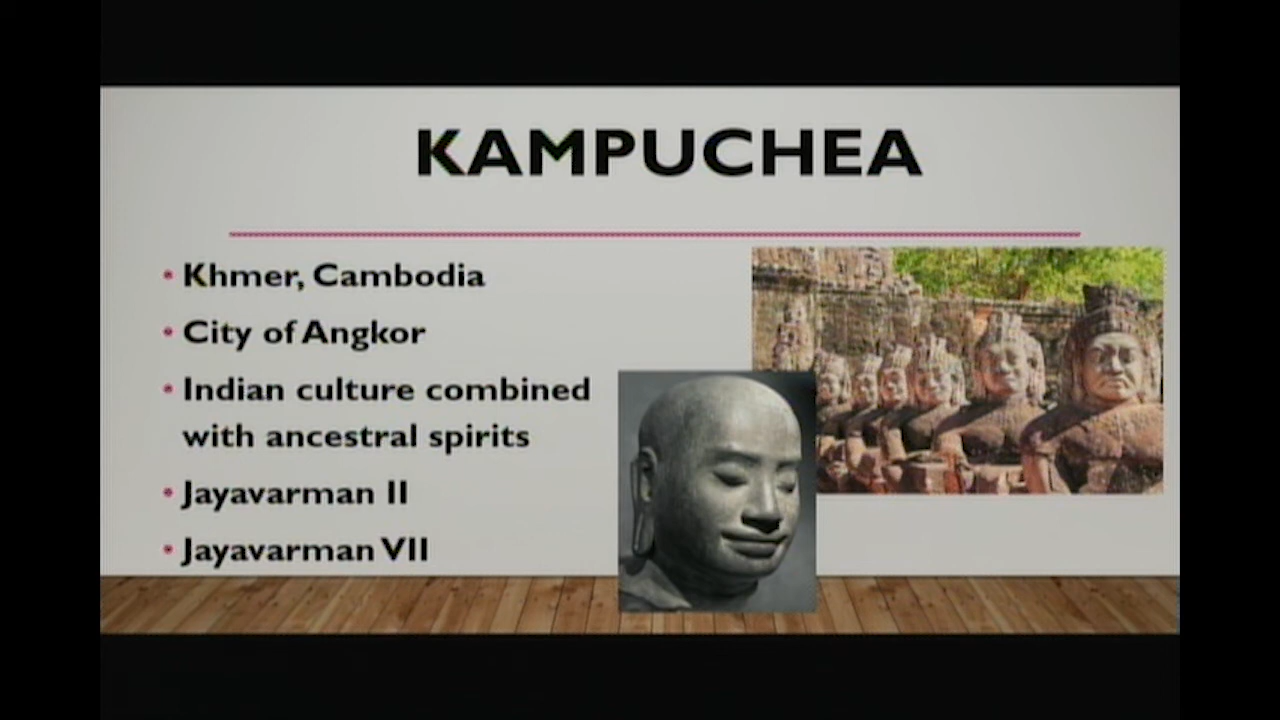 KAMPUCHEA
• Khmer, Cambodia
• City of Angkor
• Indian culture combined
with ancestral spirits
• Jayavarman II
• Jayavarman VII